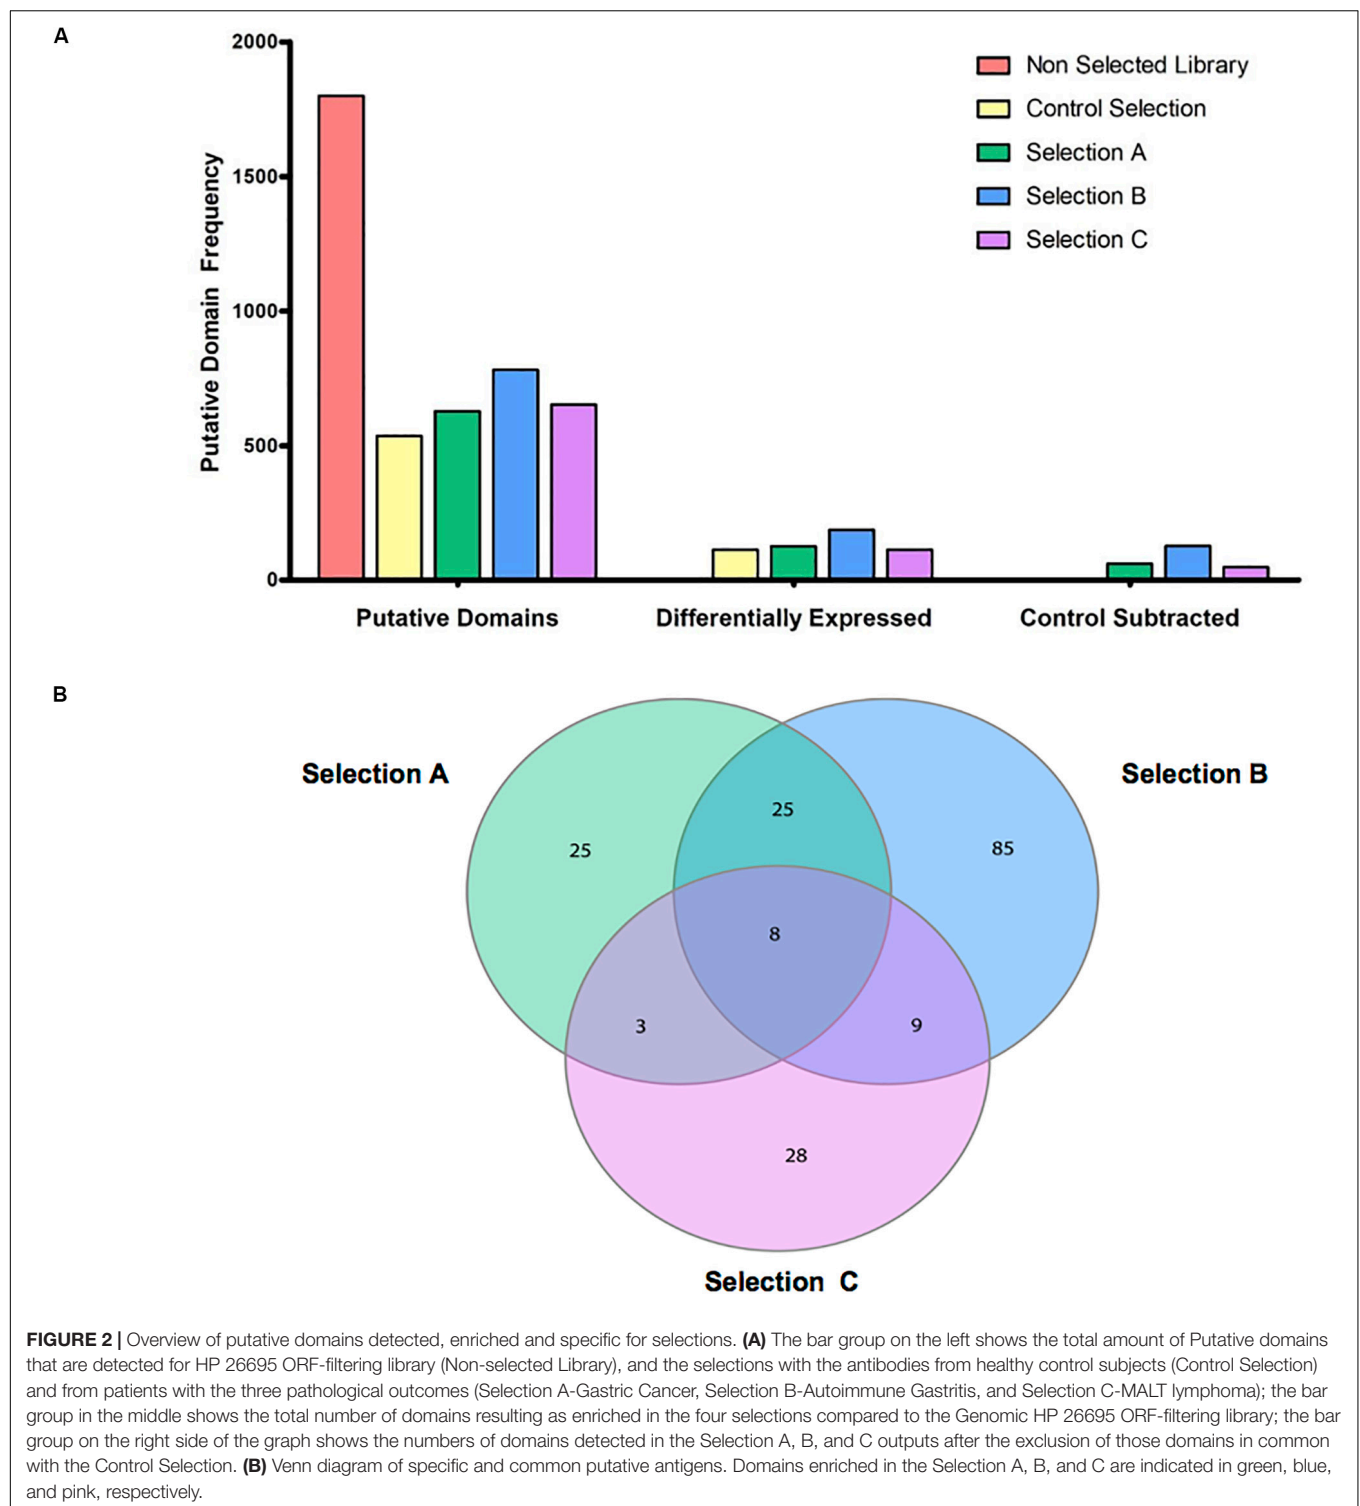 A
2000
1500
1000
500
0
Putative Domain Frequency
Non Selected Library
Control Selection
Selection A
Selection B
Selection C
Putative Domains
Differentially Expressed
Control Subtracted
B
Selection A
Selection B
25
25
85
8
3
9
28
Selection C
FIGURE 2 | Overview of putative domains detected, enriched and specific for selections. (A) The bar group on the left shows the total amount of Putative domains
that are detected for HP 26695 ORF-filtering library (Non-selected Library), and the selections with the antibodies from healthy control subjects (Control Selection)
and from patients with the three pathological outcomes (Selection A-Gastric Cancer, Selection B-Autoimmune Gastritis, and Selection C-MALT lymphoma); the bar
group in the middle shows the total number of domains resulting as enriched in the four selections compared to the Genomic HP 26695 ORF-filtering library; the bar
group on the right side of the graph shows the numbers of domains detected in the Selection A, B, and C outputs after the exclusion of those domains in common
with the Control Selection. (B) Venn diagram of specific and common putative antigens. Domains enriched in the Selection A, B, and C are indicated in green, blue,
and pink, respectively.